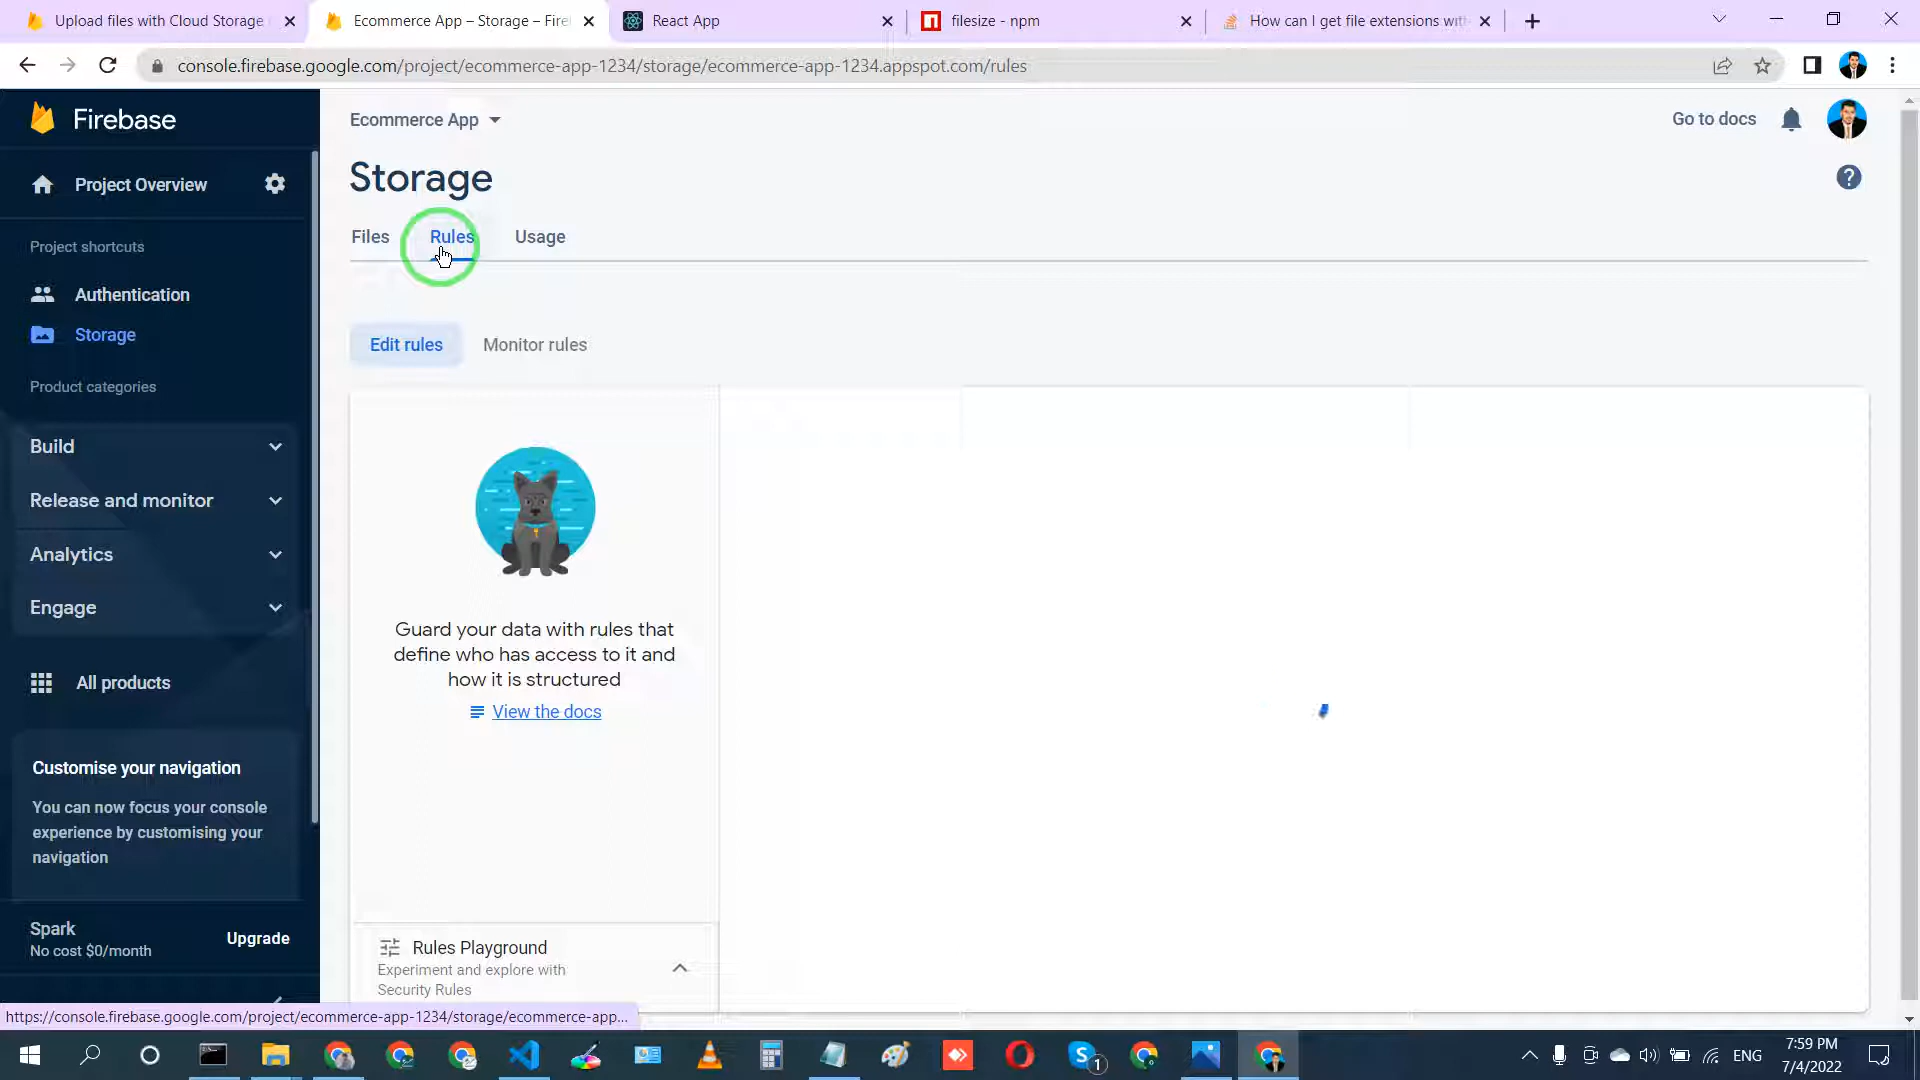 Upload files with Cloud Storage
Ecommerce App – Storage – Fire
React App
filesize - npm
How can I get file extensions with
console.firebase.google.com/project/ecommerce-app-1234/storage/ecommerce-app-1234.appspot.com/rules
Firebase
Ecommerce App
Go to docs
Project Overview
Storage
Files
Rules
Usage
Project shortcuts
Authentication
Storage
Product categories
Build
Release and monitor
Analytics
Engage
All products
Edit rules
Monitor rules
Guard your data with rules that
define who has access to it and
how it is structured
View the docs
Customise your navigation
You can now focus your console
experience by customising your
navigation
Spark
No cost $0/month
Upgrade
Rules Playground
Experiment and explore with
Security Rules
https://console.firebase.google.com/project/ecommerce-app-1234/storage/ecommerce-app...
1
ENG
7:59 PM
7/4/2022